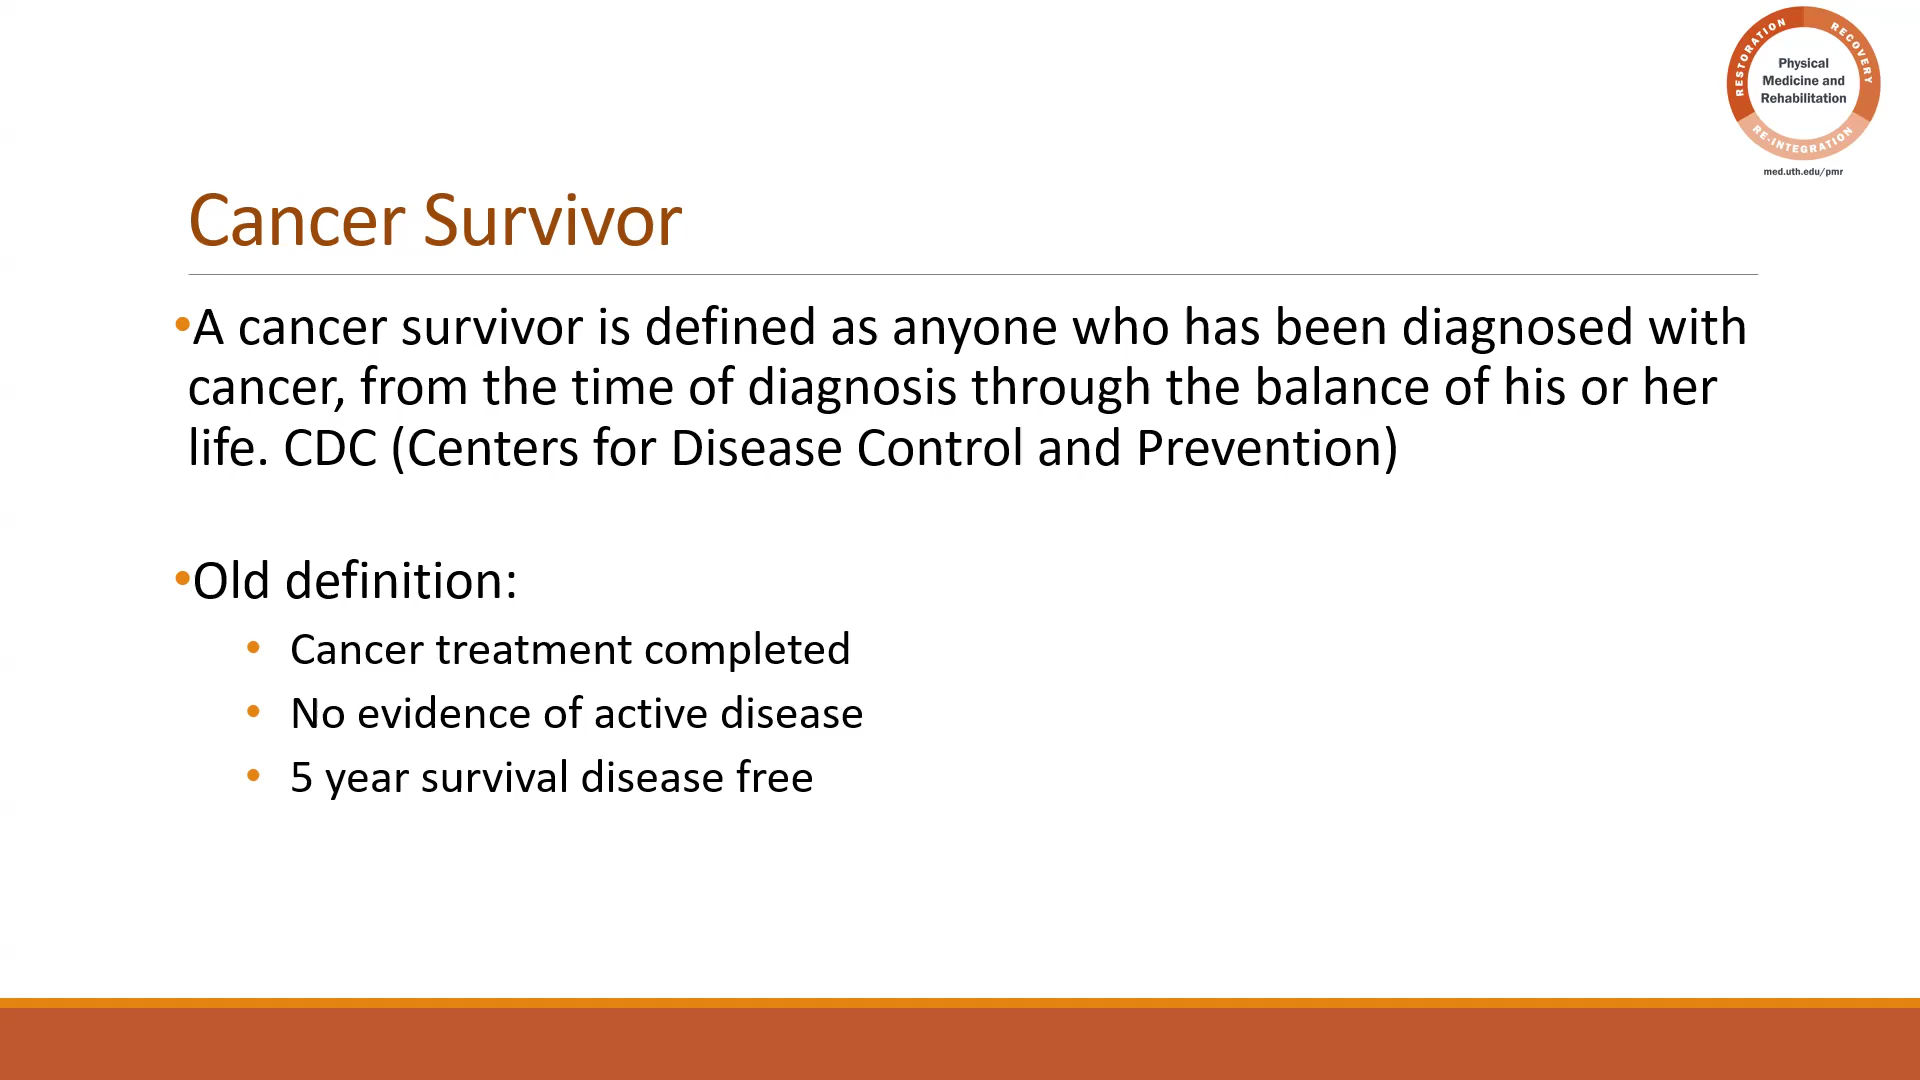 RESTORATION
RECOVERY
Physical
Medicine and
Rehabilitation
RE-INTEGRATION
med.uth.edu/pmr
Cancer Survivor
•A cancer survivor is defined as anyone who has been diagnosed with
cancer, from the time of diagnosis through the balance of his or her
life. CDC (Centers for Disease Control and Prevention)
•Old definition:
• Cancer treatment completed
• No evidence of active disease
• 5 year survival disease free